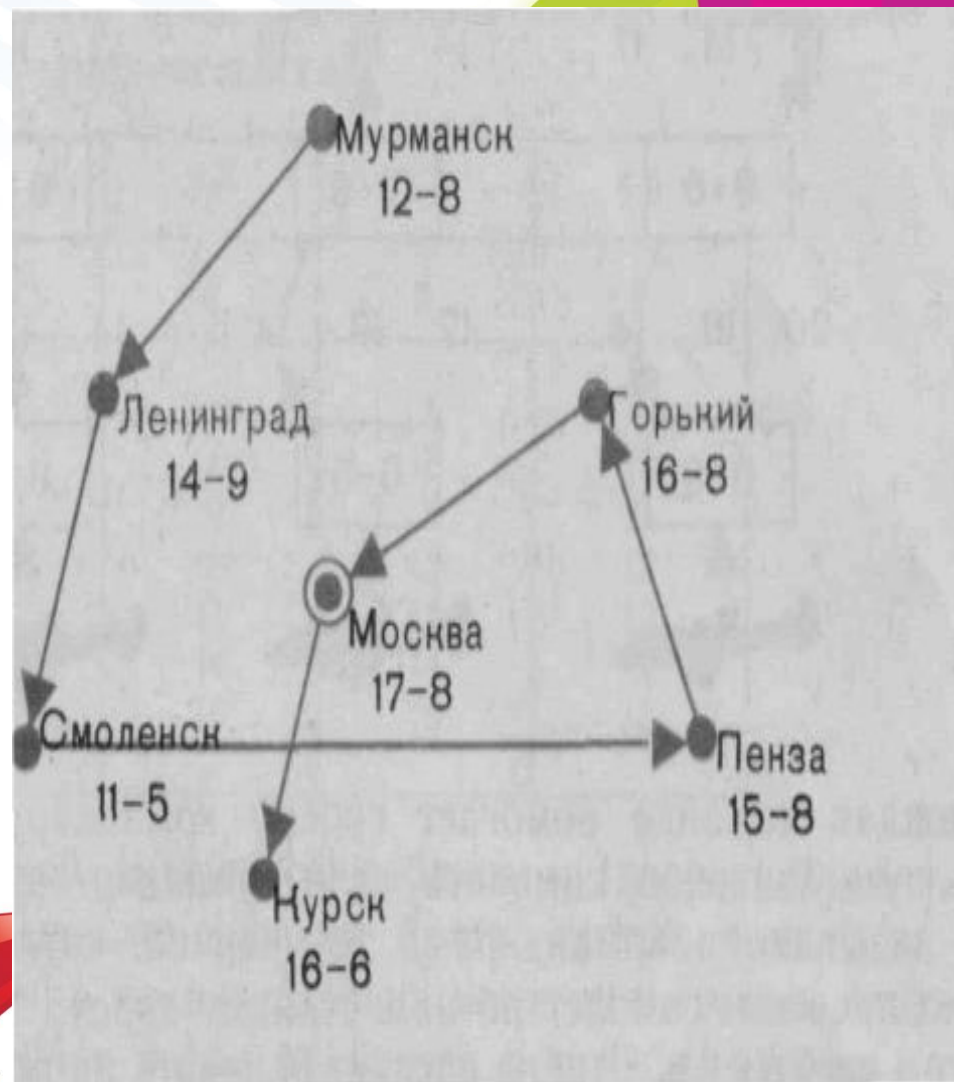 Мурманск
12-8
Ленинград
14-9
Горький
16-8
Москва
17-8
Смоленск
11-5
Пенза
15-8
Курск
16-6